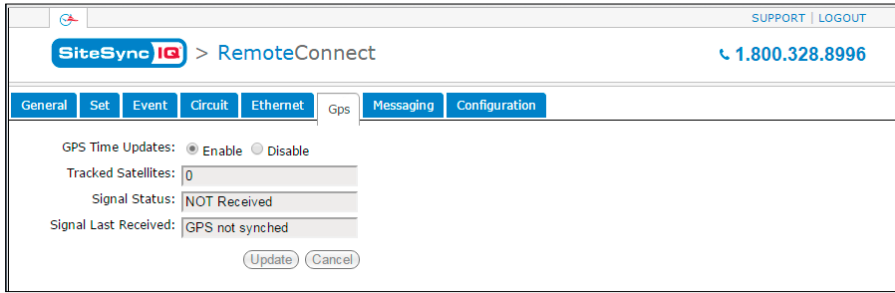 SUPPORT | LOGOUT
SiteSync IQ > RemoteConnect
1.800.328.8996
General Set Event Circuit Ethernet Gps Messaging Configuration
GPS Time Updates: Enable Disable
Tracked Satellites: 0
Signal Status: NOT Received
Signal Last Received: GPS not synched
Update Cancel